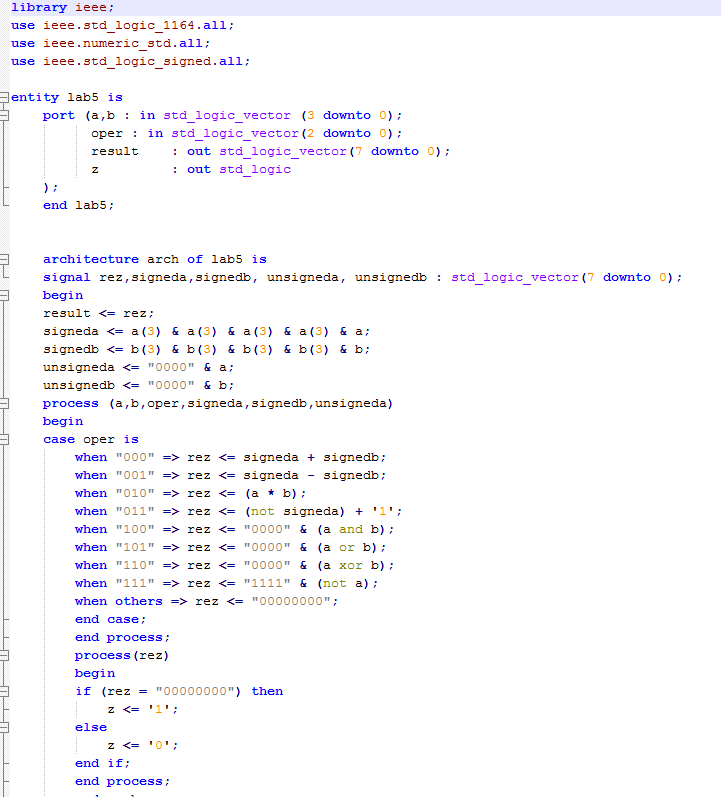 library ieee;
use ieee.std_logic_1164.all;
use ieee.numeric_std.all;
use ieee.std_logic_signed.all;
entity lab5 is
port (a,b : in std_logic_vector (3 downto 0);
oper : in std_logic_vector(2 downto 0);
result : out std_logic_vector(7 downto 0);
z : out std_logic
);
end lab5;
architecture arch of lab5 is
signal rez,signeda,signedb, unsigneda, unsignedb : std_logic_vector(7 downto 0);
begin
result <= rez;
signeda <= a(3) & a(3) & a(3) & a(3) & a;
signedb <= b(3) & b(3) & b(3) & b(3) & b;
unsigneda <= "0000" & a;
unsignedb <= "0000" & b;
process (a,b,oper,signeda,signedb,unsigneda)
begin
case oper is
when "000" => rez <= signeda + signedb;
when "001" => rez <= signeda - signedb;
when "010" => rez <= (a * b);
when "011" => rez <= (not signeda) + '1';
when "100" => rez <= "0000" & (a and b);
when "101" => rez <= "0000" & (a or b);
when "110" => rez <= "0000" & (a xor b);
when "111" => rez <= "1111" & (not a);
when others => rez <= "00000000";
end case;
end process;
process(rez)
begin
if (rez = "00000000") then
z <= '1';
else
z <= '0';
end if;
end process;